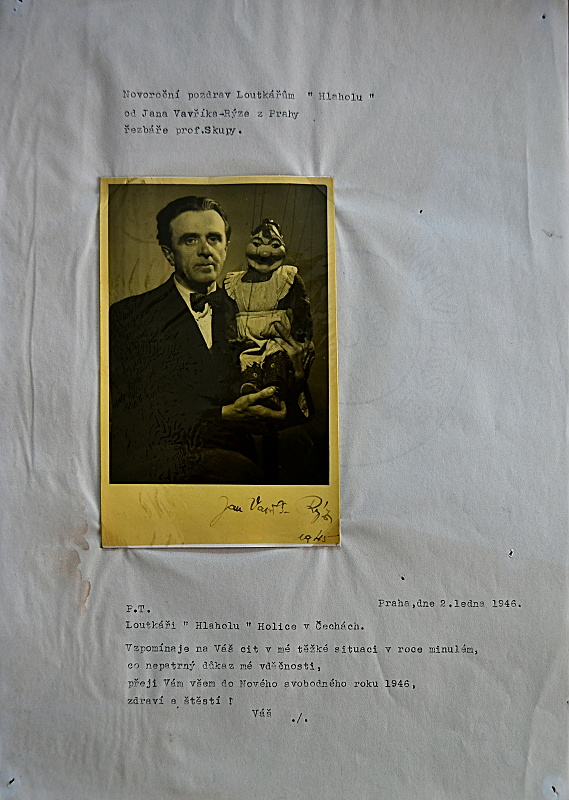 Novoroční pozdrav Loutkářům " Hlaholu "
od Jana Vavříka-Rýze z Prahy
řezbáře prof.Skupy.
Jan Vavř. Rýz
1945
Praha,dne 2.ledna 1946.
P.T.
Loutkáři " Hlaholu " Holice v Čechách.
Vzpomínaje na Váš cit v mé těžké situaci v roce minulém,
co nepatrný důkaz mé vděčnosti,
přeji Vám všem do Nového svobodného roku 1946,
zdraví a štěstí !
Váš ./.